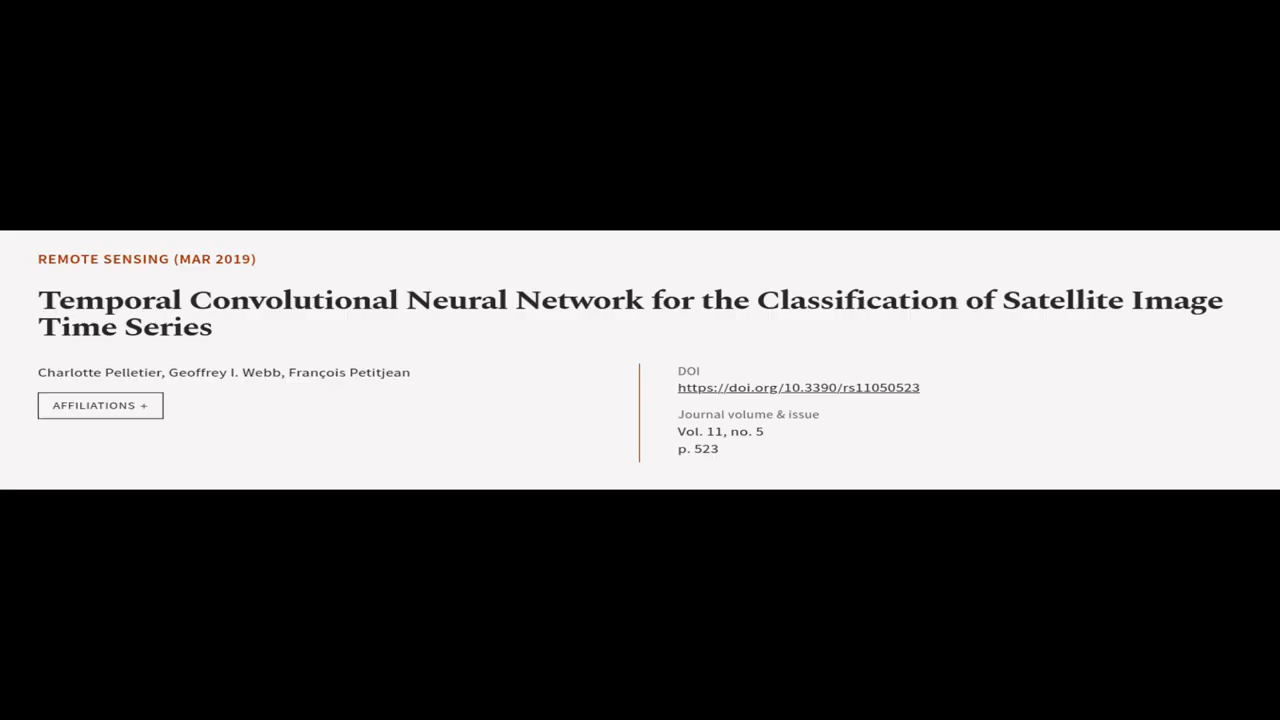 REMOTE SENSING (MAR 2019)
Temporal Convolutional Neural Network for the Classification of Satellite Image
Time Series
Charlotte Pelletier, Geoffrey I. Webb, François Petitjean
AFFILIATIONS +
DOI
https://doi.org/10.3390/rs11050523
Journal volume & issue
Vol. 11, no. 5
p. 523